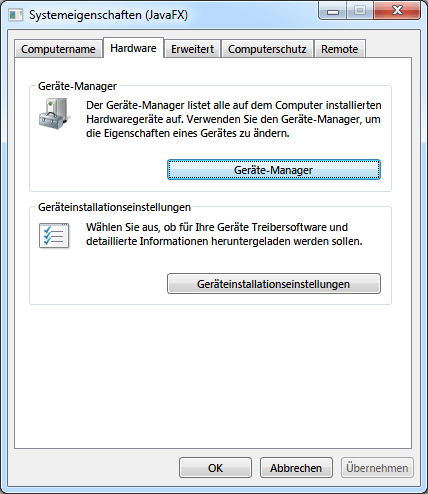 Systemeigenschaften (JavaFX)
Computername Hardware Erweitert Computerschutz Remote
Geräte-Manager
Der Geräte-Manager listet alle auf dem Computer installierten
Hardwaregeräte auf. Verwenden Sie den Geräte-Manager, um
die Eigenschaften eines Gerätes zu ändern.
Geräte-Manager
Geräteinstallationseinstellungen
Wählen Sie aus, ob für Ihre Geräte Treibersoftware und
detaillierte Informationen heruntergeladen werden sollen.
Geräteinstallationseinstellungen
OK Abbrechen Übernehmen